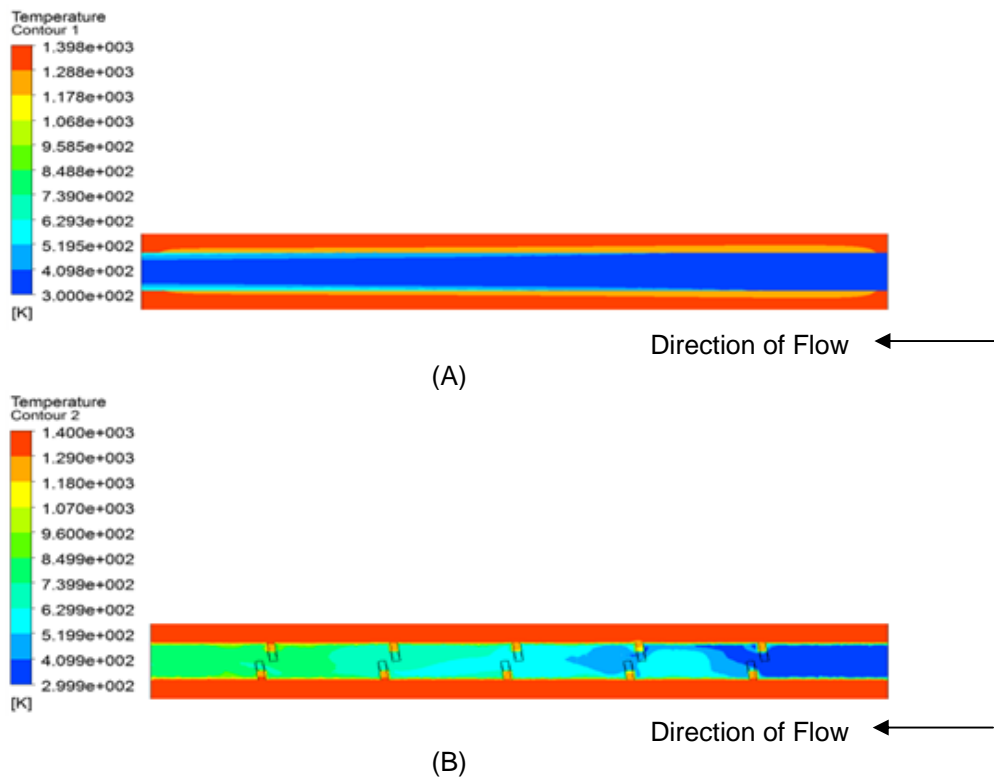 Temperature
Contour 1
1.398e+003
1.288e+003
1.178e+003
1.068e+003
9.585e+002
8.488e+002
7.390e+002
6.293e+002
5.195e+002
4.098e+002
3.000e+002
[K]
Direction of Flow
(A)
Temperature
Contour 2
1.400e+003
1.290e+003
1.180e+003
1.070e+003
9.600e+002
8.499e+002
7.399e+002
6.299e+002
5.199e+002
4.099e+002
2.999e+002
[K]
Direction of Flow
(B)